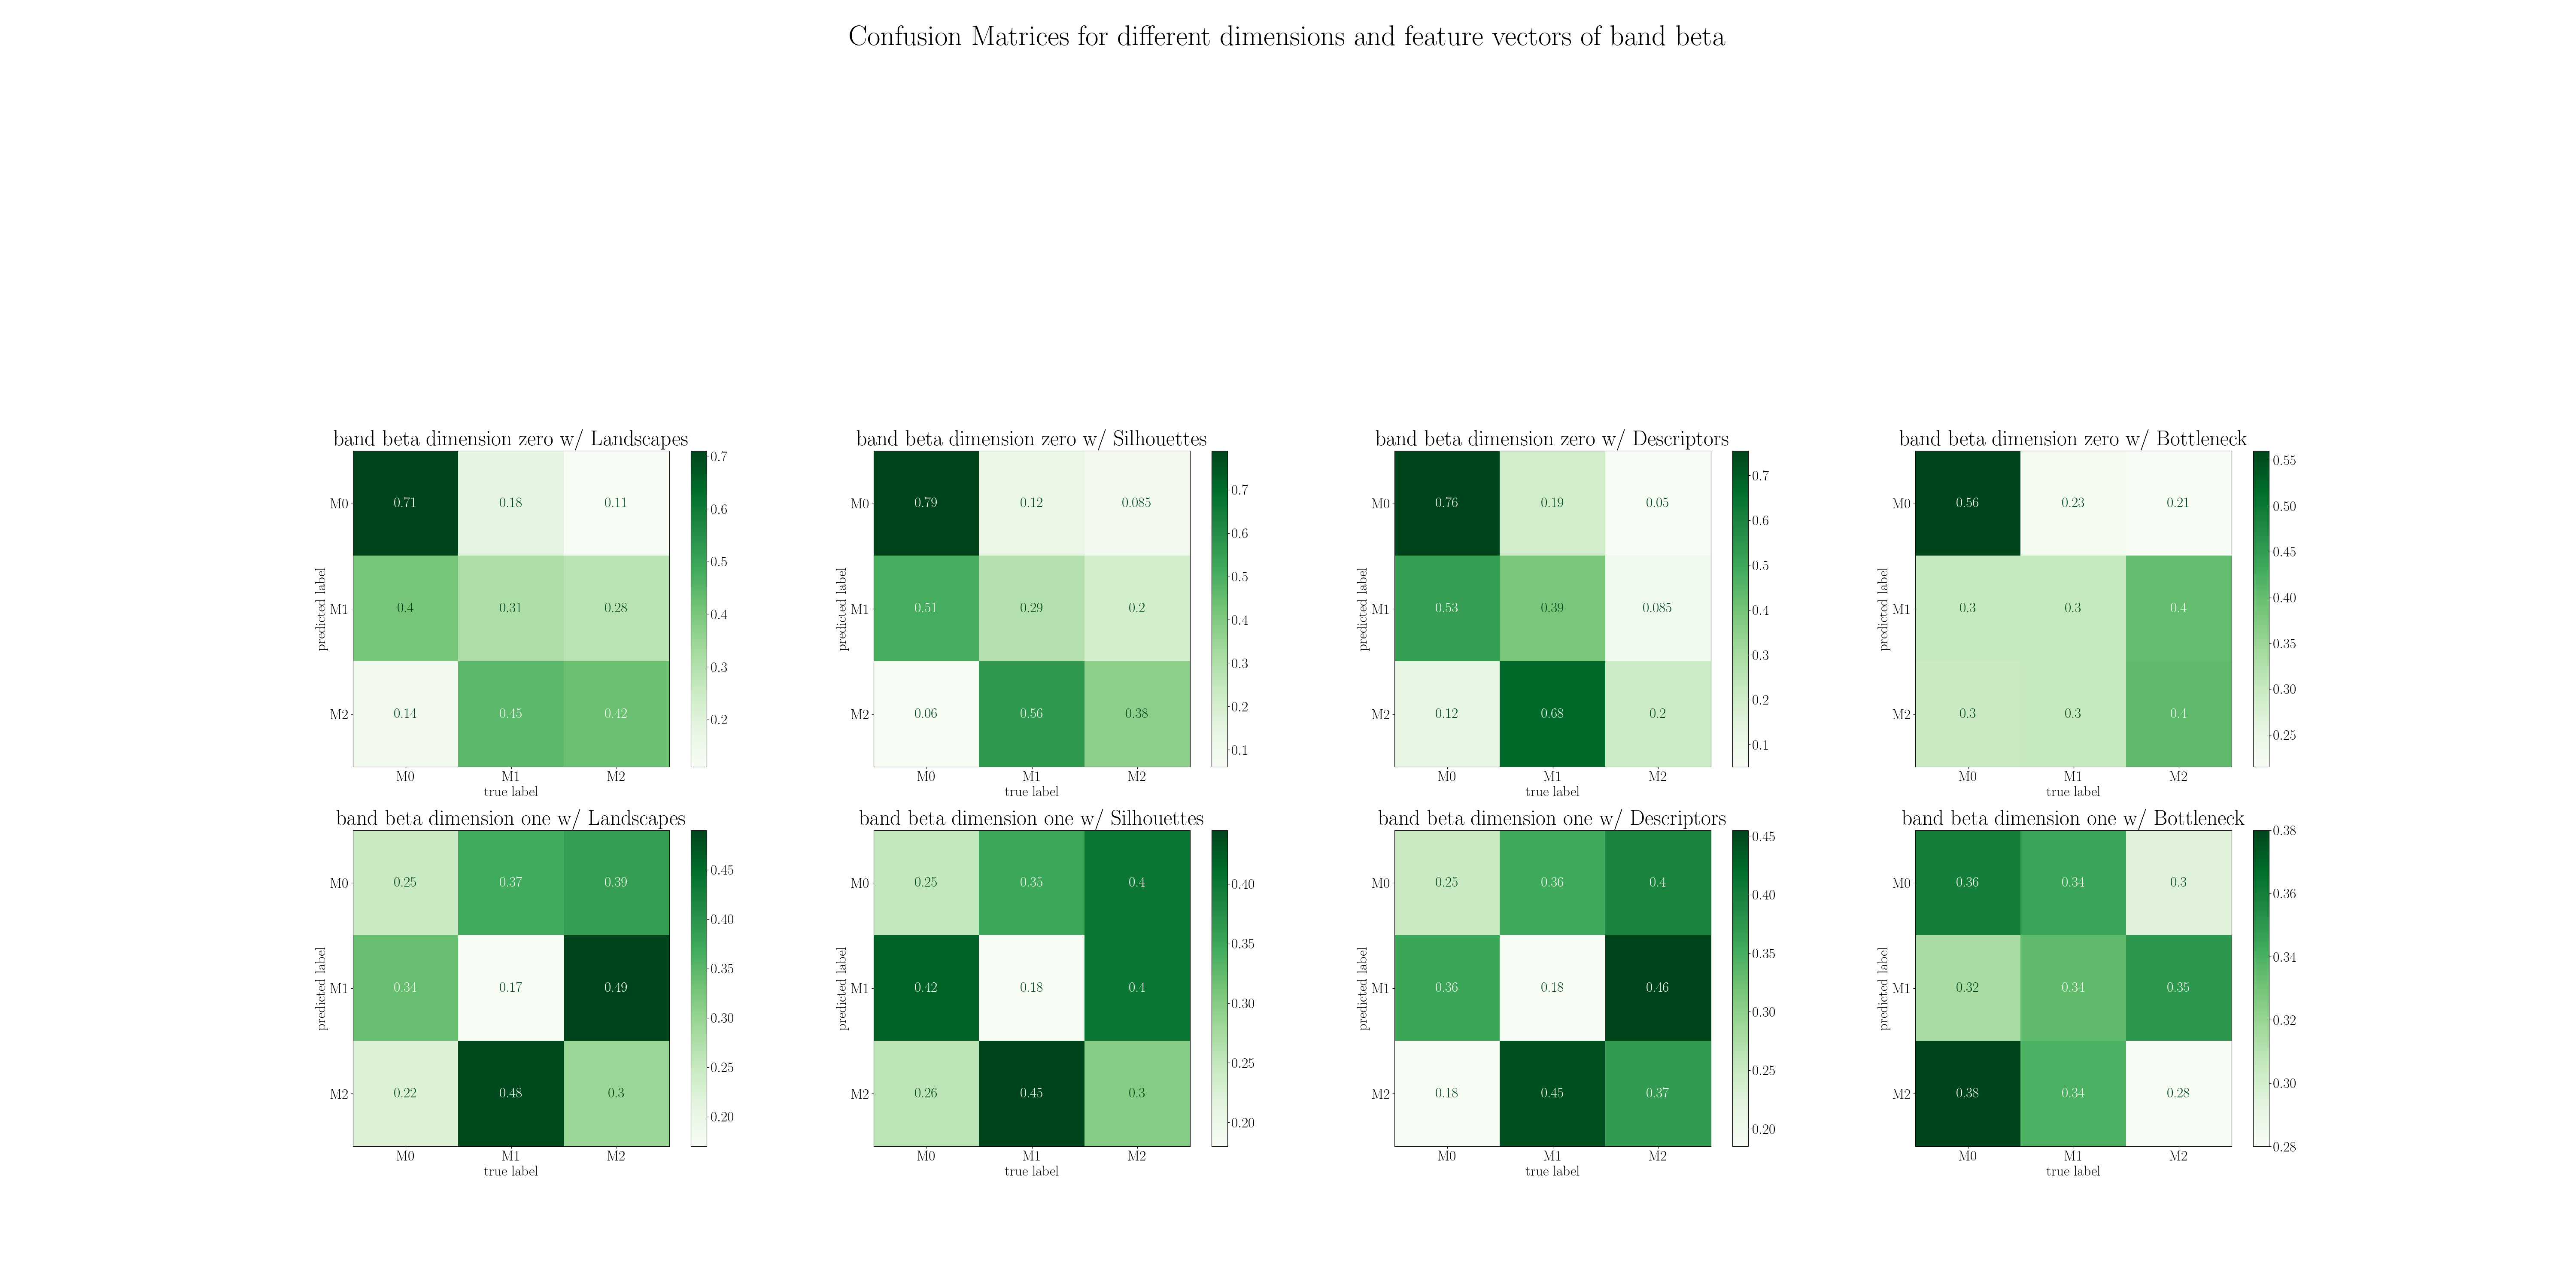 Confusion Matrices for different dimensions and feature vectors of band beta
band beta dimension zero w/ Landscapes
predicted label
M0
M1
M2
0.71 0.18 0.11
0.4 0.31 0.28
0.14 0.45 0.42
M0 M1 M2
true label
0.7
0.6
0.5
0.4
0.3
0.2
band beta dimension zero w/ Silhouettes
predicted label
M0
M1
M2
0.79 0.12 0.085
0.51 0.29 0.2
0.06 0.56 0.38
M0 M1 M2
true label
0.7
0.6
0.5
0.4
0.3
0.2
0.1
band beta dimension zero w/ Descriptors
predicted label
M0
M1
M2
0.76 0.19 0.05
0.53 0.39 0.085
0.12 0.68 0.2
M0 M1 M2
true label
0.7
0.6
0.5
0.4
0.3
0.2
0.1
band beta dimension zero w/ Bottleneck
predicted label
M0
M1
M2
0.56 0.23 0.21
0.3 0.3 0.4
0.3 0.3 0.4
M0 M1 M2
true label
0.55
0.50
0.45
0.40
0.35
0.30
0.25
band beta dimension one w/ Landscapes
predicted label
M0
M1
M2
0.25 0.37 0.39
0.34 0.17 0.49
0.22 0.48 0.3
M0 M1 M2
true label
0.45
0.40
0.35
0.30
0.25
0.20
band beta dimension one w/ Silhouettes
predicted label
M0
M1
M2
0.25 0.35 0.4
0.42 0.18 0.4
0.26 0.45 0.3
M0 M1 M2
true label
0.40
0.35
0.30
0.25
0.20
band beta dimension one w/ Descriptors
predicted label
M0
M1
M2
0.25 0.36 0.4
0.36 0.18 0.46
0.18 0.45 0.37
M0 M1 M2
true label
0.45
0.40
0.35
0.30
0.25
0.20
band beta dimension one w/ Bottleneck
predicted label
M0
M1
M2
0.36 0.34 0.3
0.32 0.34 0.35
0.38 0.34 0.28
M0 M1 M2
true label
0.38
0.36
0.34
0.32
0.30
0.28